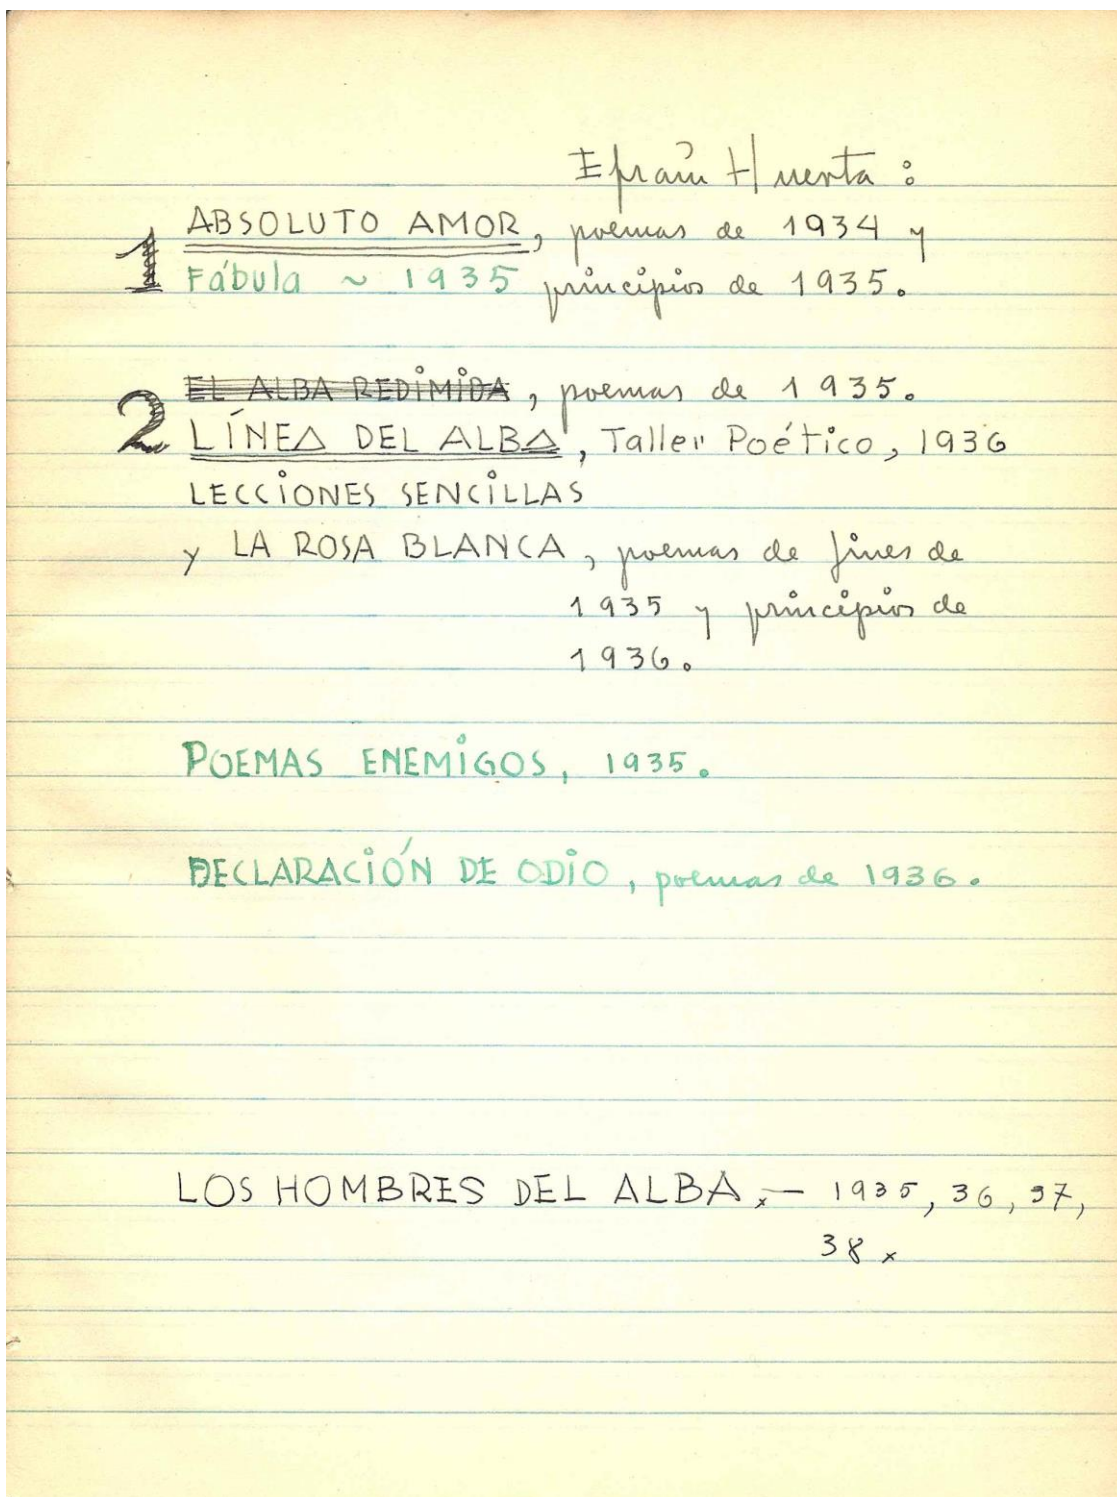 Efraín Huerta:
1 ABSOLUTO AMOR, poemas de 1934 y
Fábula ~ 1935 principios de 1935.
EL ALBA REDIMIDA, poemas de 1935.
2 LÍNEA DEL ALBA, Taller Poético, 1936
LECCIONES SENCILLAS
y LA ROSA BLANCA, poemas de fines de
1935 y principios de
1936.
POEMAS ENEMIGOS, 1935.
DECLARACIÓN DE ODIO, poemas de 1936.
LOS HOMBRES DEL ALBA.— 1935, 36, 37,
38.